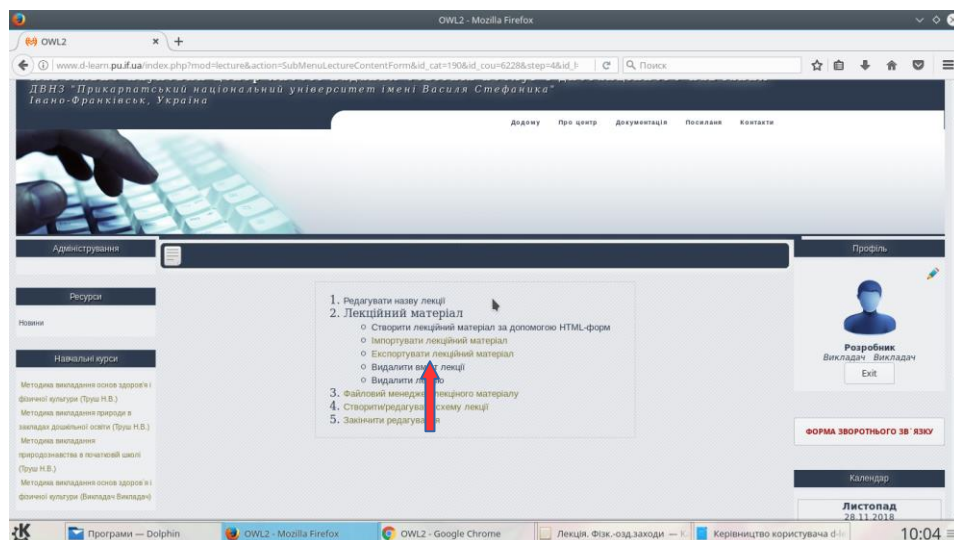 OWL2 - Mozilla Firefox
OWL2
www.d-learn.pu.if.ua/index.php?mod=lecture&action=SubMenuLectureContentForm&id_cat=190&id_cou=6228&step=4&id_l
Поиск
ДВНЗ "Прикарпатський національний університет імені Василя Стефаника"
Івано-Франківськ, Україна
Додому Про центр Документація Посилання Контакти
Адміністрування
Ресурси
Новини
Навчальні курси
Методика викладання основ здоров'я і
фізичної культури (Труш Н.В.)
Методика викладання природи в
закладах дошкільної освіти (Труш Н.В.)
Методика викладання
природознавства в початковій школі
(Труш Н.В.)
Методика викладання основ здоров'я і
фізичної культури (Викладач Викладач)
1. Редагувати назву лекції
2. Лекційний матеріал
Створити лекційний матеріал за допомогою HTML-форм
Імпортувати лекційний матеріал
Експортувати лекційний матеріал
Видалити лекції
Видалити
3. Файловий лекціного матеріалу
4. Створити/редагувати схему лекції
5. Закінчити редагування
Профіль
Розробник
Викладач Викладач
Exit
ФОРМА ЗВОРОТНЬОГО ЗВ`ЯЗКУ
Календар
Листопад
28.11.2018
Програми — Dolphin
OWL2 - Mozilla Firefox
OWL2 - Google Chrome
Лекція. Фізк.-озд.заходи — K
Керівництво користувача d-le
10:04